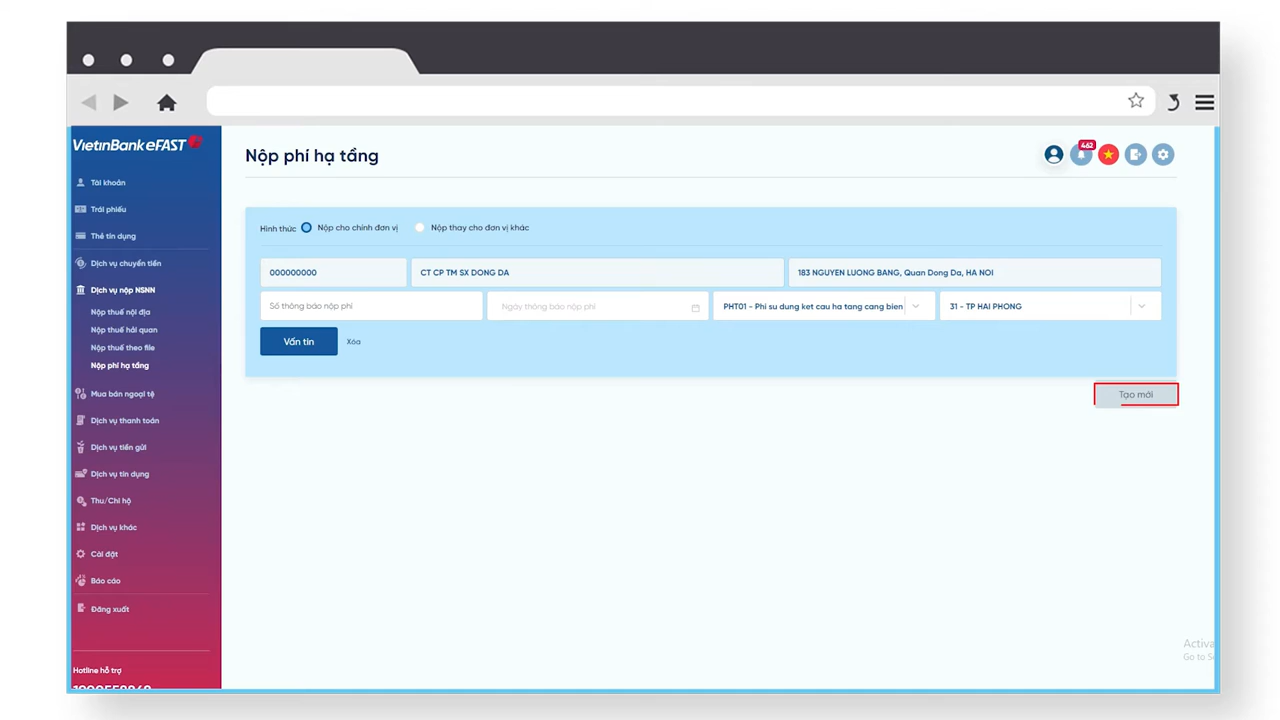 VietinBank eFAST
Tài khoản
Trái phiếu
Thẻ tín dụng
Dịch vụ chuyển tiền
Dịch vụ nộp NSNN
Nộp thuế nội địa
Nộp thuế hải quan
Nộp thuế theo file
Nộp phí hạ tầng
Mua bán ngoại tệ
Dịch vụ thanh toán
Dịch vụ tiền gửi
Dịch vụ tín dụng
Thu/Chi hộ
Dịch vụ khác
Cài đặt
Báo cáo
Đăng xuất
Hotline hỗ trợ
Nộp phí hạ tầng
462
Hình thức Nộp cho chính đơn vị Nộp thay cho đơn vị khác
000000000 CT CP TM SX DONG DA 183 NGUYEN LUONG BANG, Quan Dong Da, HA NOI
Số thông báo nộp phí Ngày thông báo nộp phí PHT01 - Phi su dung ket cau ha tang cang bien 31 - TP HAI PHONG
Vấn tin Xóa
Tạo mới
Activa
Go to S